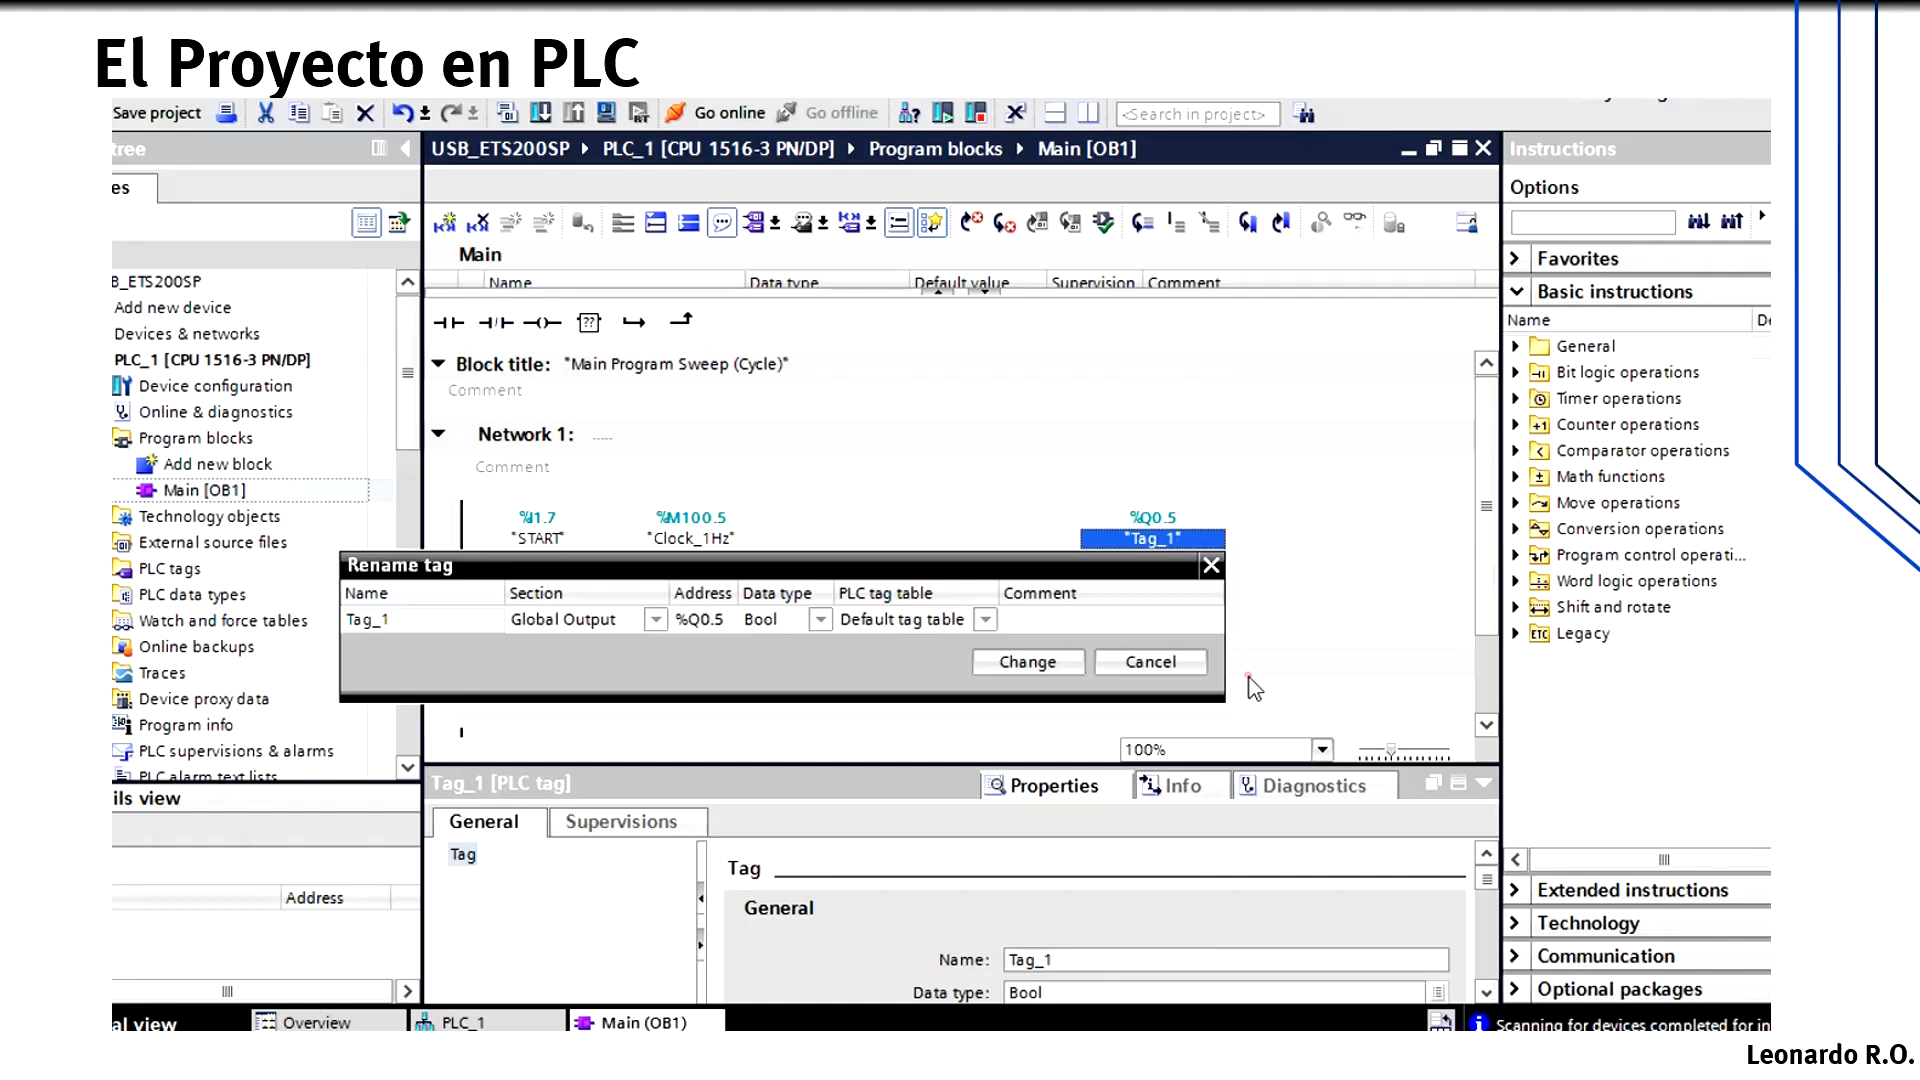 El Proyecto en PLC
Save project
Go online
Go offline
<Search in project>
tree
USB_ETS200SP
PLC_1 [CPU 1516-3 PN/DP]
Program blocks
Main [OB1]
Instructions
es
Options
Main
Name
Data type
Default value
Supervision
Comment
Favorites
Basic instructions
Name
De
B_ETS200SP
Add new device
Devices & networks
PLC_1 [CPU 1516-3 PN/DP]
Device configuration
Online & diagnostics
Program blocks
Add new block
Main [OB1]
Technology objects
External source files
PLC tags
PLC data types
Watch and force tables
Online backups
Traces
Device proxy data
Program info
PLC supervisions & alarms
PLC alarm text lists
??
Block title: "Main Program Sweep (Cycle)"
Comment
Network 1: .....
Comment
%I1.7
%M100.5
%Q0.5
"START"
"Clock_1Hz"
"Tag_1"
General
Bit logic operations
Timer operations
Counter operations
Comparator operations
Math functions
Move operations
Conversion operations
Program control operati...
Word logic operations
Shift and rotate
Legacy
Rename tag
Name
Section
Address
Data type
PLC tag table
Comment
Tag_1
Global Output
%Q0.5
Bool
Default tag table
Change
Cancel
100%
ils view
Address
Tag_1 [PLC tag]
Properties
Info
Diagnostics
General
Supervisions
Tag
Tag
General
Name:
Tag_1
Data type:
Bool
Extended instructions
Technology
Communication
Optional packages
al view
Overview
PLC_1
Main (OB1)
Scanning for devices completed for in
Leonardo R.O.